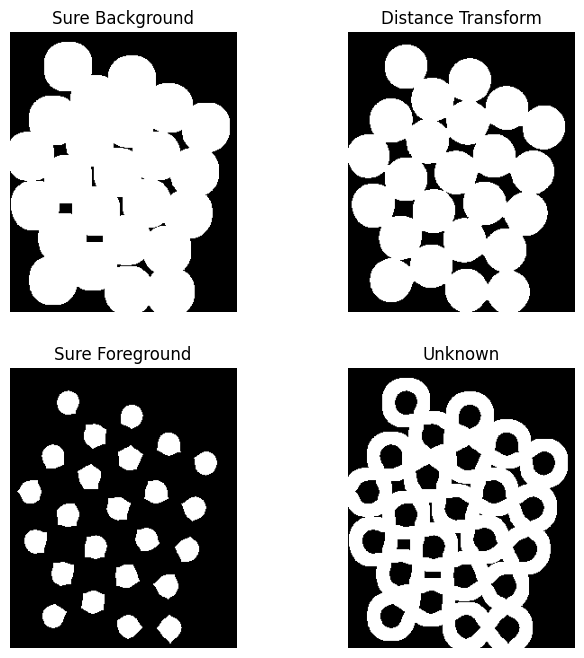 Sure Background
Distance Transform
Sure Foreground
Unknown